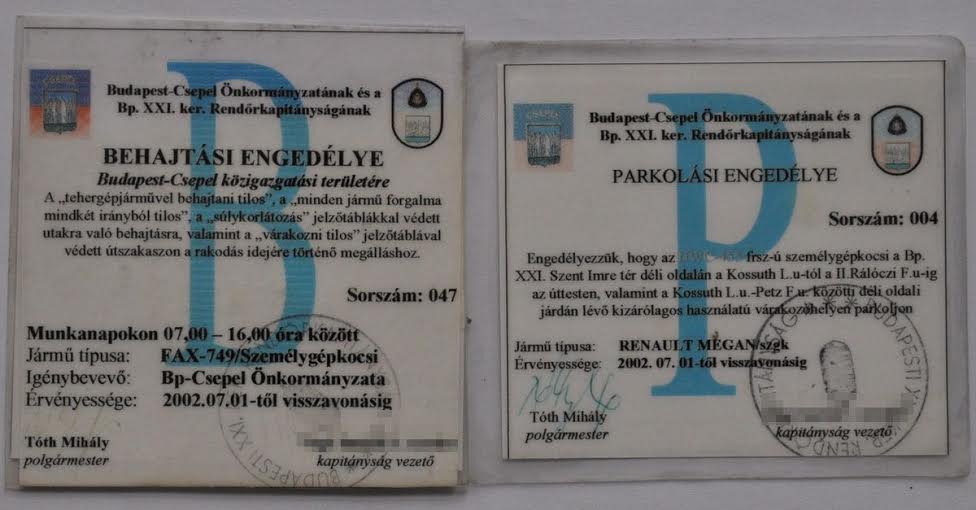 CSEPEL
Budapest-Csepel Önkormányzatának és a
Bp. XXI. ker. Rendőrkapitányságának
BEHAJTÁSI ENGEDÉLYE
Budapest-Csepel közigazgatási területére
A „tehergépjárművel behajtani tilos", a „minden jármű forgalma
mindkét irányból tilos", a „súlykorlátozás" jelzőtáblákkal védett
utakra való behajtásra, valamint a „várakozni tilos" jelzőtáblával
védett útszakaszon a rakodás idejére történő megálláshoz.
B
Sorszám: 047
Munkanapokon 07,00 – 16,00 óra között
Jármű típusa: FAX-749/Személygépkocsi
Igénybevevő: Bp-Csepel Önkormányzata
Érvényessége: 2002.07.01-től visszavonásig
Tóth Mihály
polgármester
kapitányság vezető
BUDAPESTI XXI.
CSEPEL
Budapest-Csepel Önkormányzatának és a
Bp. XXI. ker. Rendőrkapitányságának
PARKOLÁSI ENGEDÉLYE
P
Sorszám: 004
Engedélyezzük, hogy az frsz-ú személygépkocsi a Bp.
XXI. Szent Imre tér déli oldalán a Kossuth L.u-tól a II.Rálóczi F.u-ig
az úttesten, valamint a Kossuth L.u.-Petz F.u. közötti déli oldali
járdán lévő kizárólagos használatú várakozóhelyen parkoljon
Jármű típusa: RENAULT MEGAN/szgk
Érvényessége: 2002. 07. 01-től visszavonásig
Tóth Mihály
polgármester
kapitányság vezető
BUDAPESTI